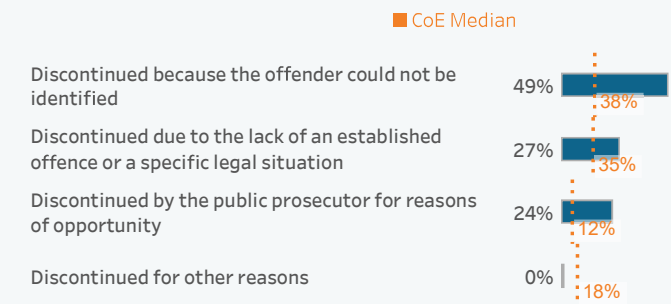 CoE Median
Discontinued because the offender could not be
identified
49%
38%
Discontinued due to the lack of an established
offence or a specific legal situation
27%
35%
Discontinued by the public prosecutor for reasons
of opportunity
24%
12%
Discontinued for other reasons
0%
18%